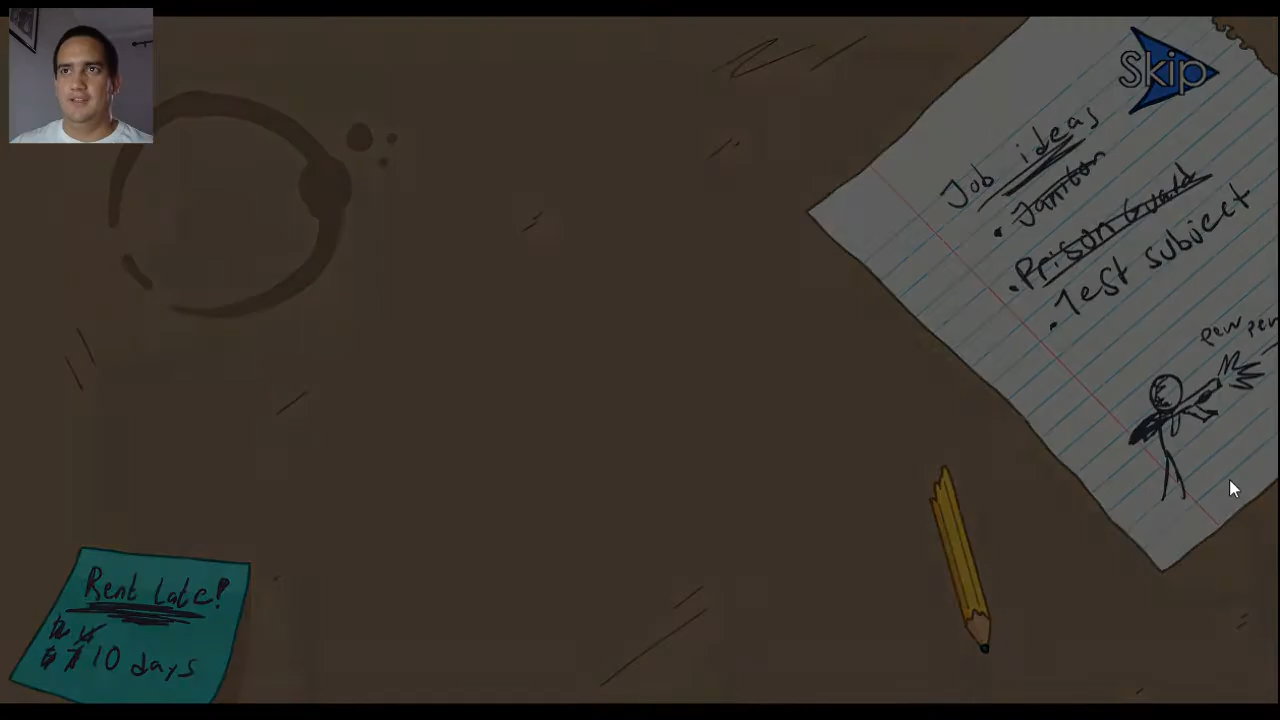 Skip
Job ideas
• Janitor
• Prison Guard
• Test subject
pew pew
Rent Late!
10 days